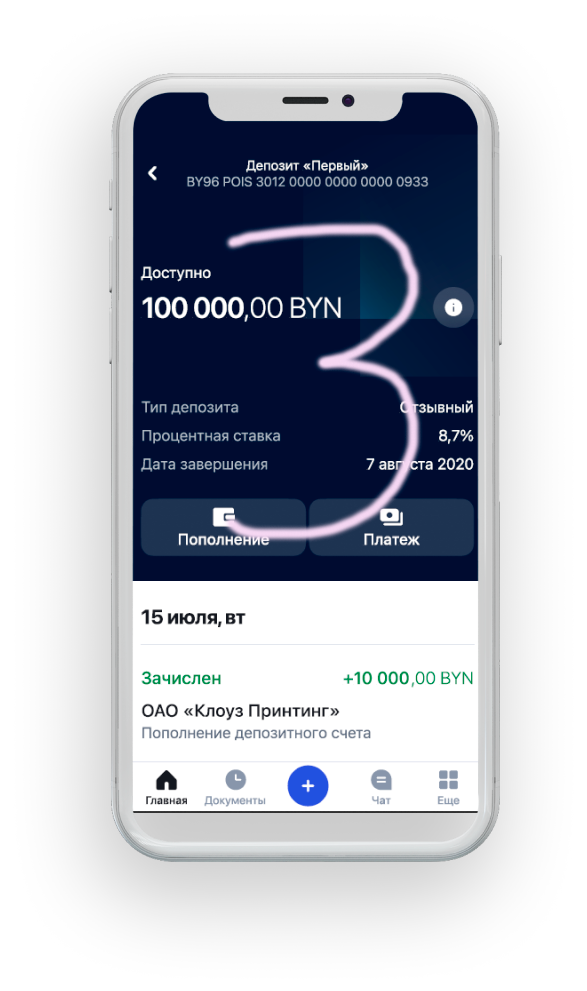 Депозит «Первый»
BY96 POIS 3012 0000 0000 0000 0933
Доступно
100 000,00 BYN
3
Тип депозита Отзывный
Процентная ставка 8,7%
Дата завершения 7 августа 2020
Пополнение Платеж
15 июля, вт
Зачислен +10 000,00 BYN
ОАО «Клоуз Принтинг»
Пополнение депозитного счета
Главная Документы Чат Еще